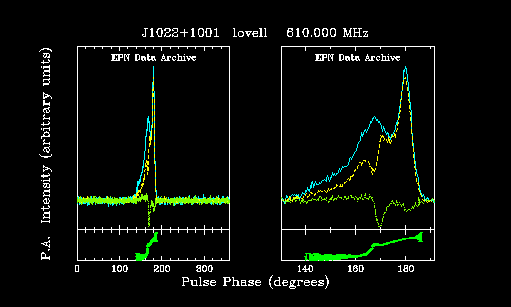 J1022+1001 lovell 610.000 MHz
EPN Data Archive
EPN Data Archive
Intensity (arbitrary units)
P.A.
0 100 200 300
140 160 180
Pulse Phase (degrees)